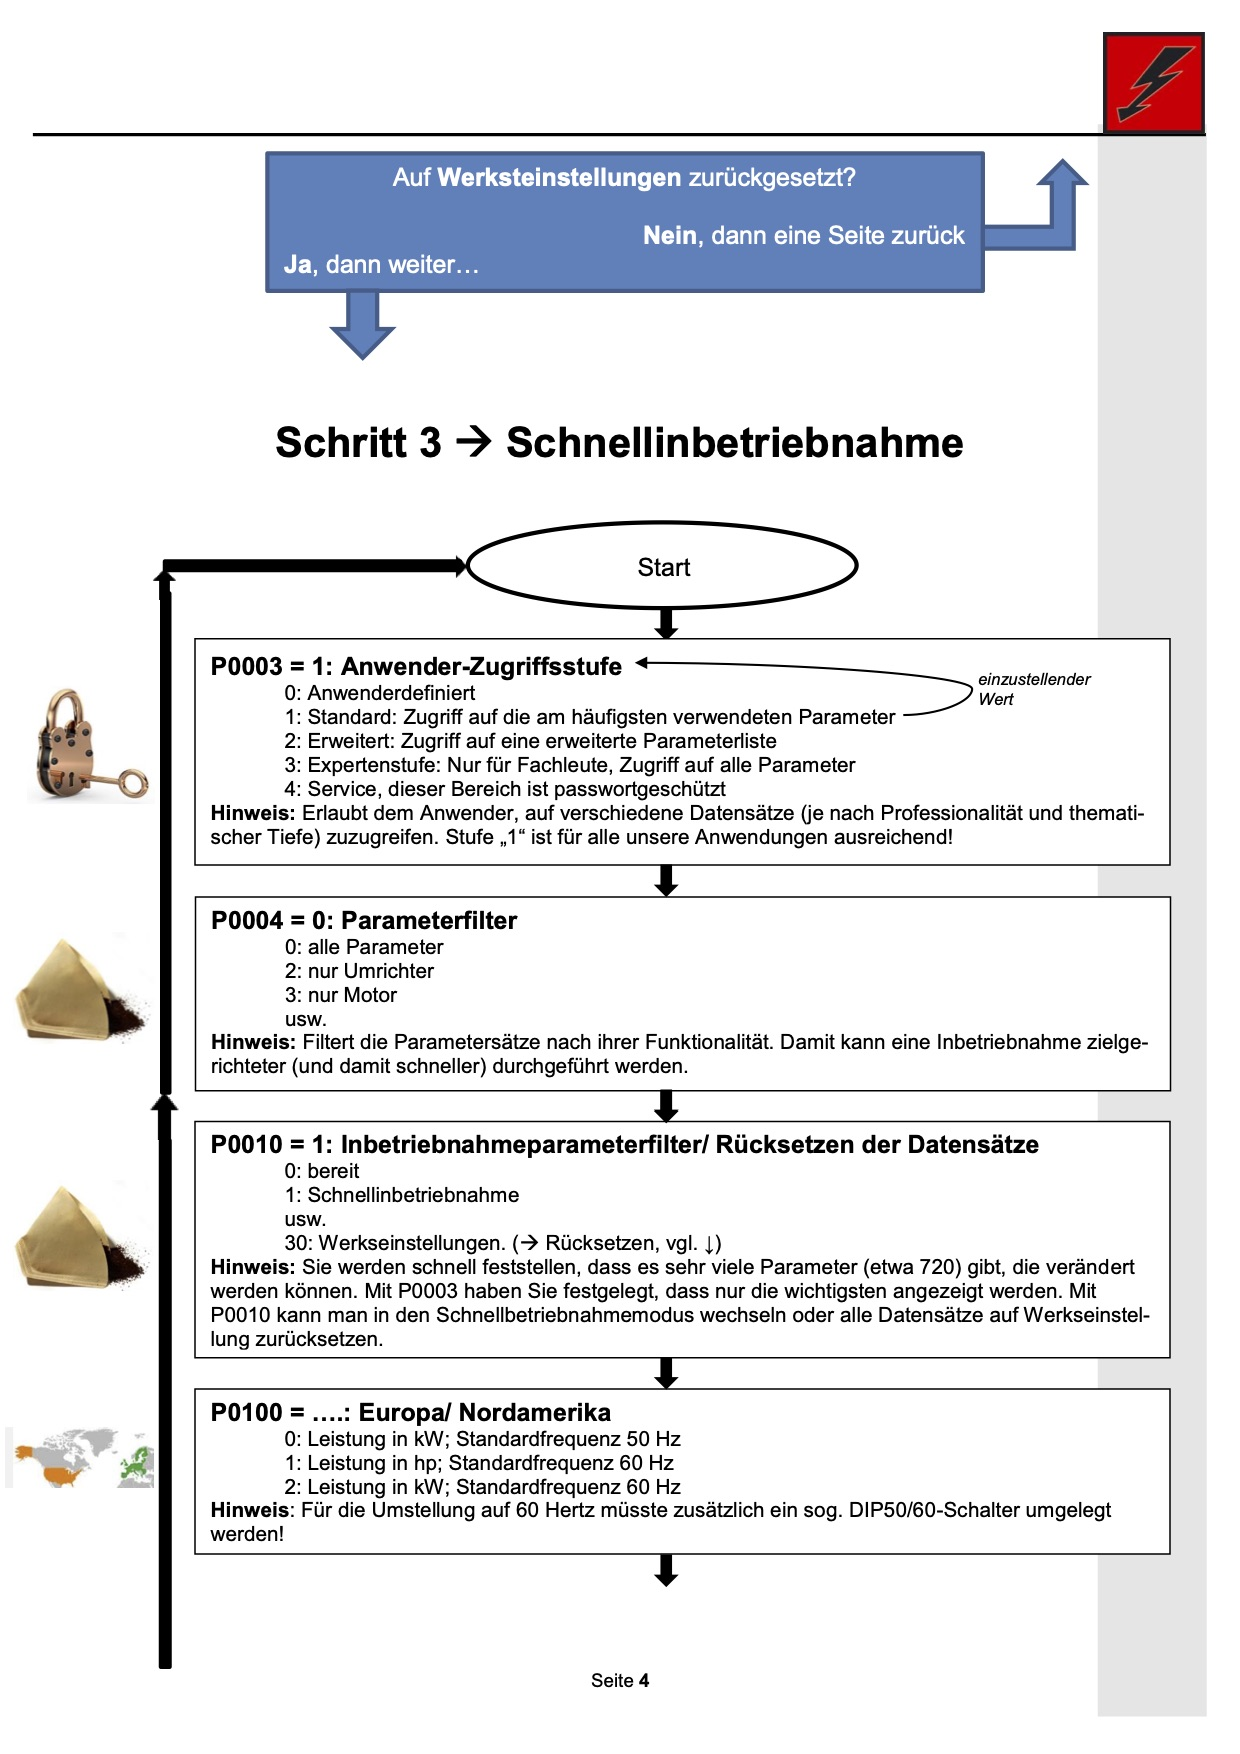 Auf Werksteinstellungen zurückgesetzt?
Nein, dann eine Seite zurück
Ja, dann weiter…
Schritt 3 → Schnellinbetriebnahme
Start
P0003 = 1: Anwender-Zugriffsstufe
einzustellender
Wert
0: Anwenderdefiniert
1: Standard: Zugriff auf die am häufigsten verwendeten Parameter
2: Erweitert: Zugriff auf eine erweiterte Parameterliste
3: Expertenstufe: Nur für Fachleute, Zugriff auf alle Parameter
4: Service, dieser Bereich ist passwortgeschützt
Hinweis: Erlaubt dem Anwender, auf verschiedene Datensätze (je nach Professionalität und themati-
scher Tiefe) zuzugreifen. Stufe „1“ ist für alle unsere Anwendungen ausreichend!
P0004 = 0: Parameterfilter
0: alle Parameter
2: nur Umrichter
3: nur Motor
usw.
Hinweis: Filtert die Parametersätze nach ihrer Funktionalität. Damit kann eine Inbetriebnahme zielge-
richteter (und damit schneller) durchgeführt werden.
P0010 = 1: Inbetriebnahmeparameterfilter/ Rücksetzen der Datensätze
0: bereit
1: Schnellinbetriebnahme
usw.
30: Werkseinstellungen. (→ Rücksetzen, vgl. ↓)
Hinweis: Sie werden schnell feststellen, dass es sehr viele Parameter (etwa 720) gibt, die verändert
werden können. Mit P0003 haben Sie festgelegt, dass nur die wichtigsten angezeigt werden. Mit
P0010 kann man in den Schnellbetriebnahmemodus wechseln oder alle Datensätze auf Werkseinstel-
lung zurücksetzen.
P0100 = ….: Europa/ Nordamerika
0: Leistung in kW; Standardfrequenz 50 Hz
1: Leistung in hp; Standardfrequenz 60 Hz
2: Leistung in kW; Standardfrequenz 60 Hz
Hinweis: Für die Umstellung auf 60 Hertz müsste zusätzlich ein sog. DIP50/60-Schalter umgelegt
werden!
Seite 4